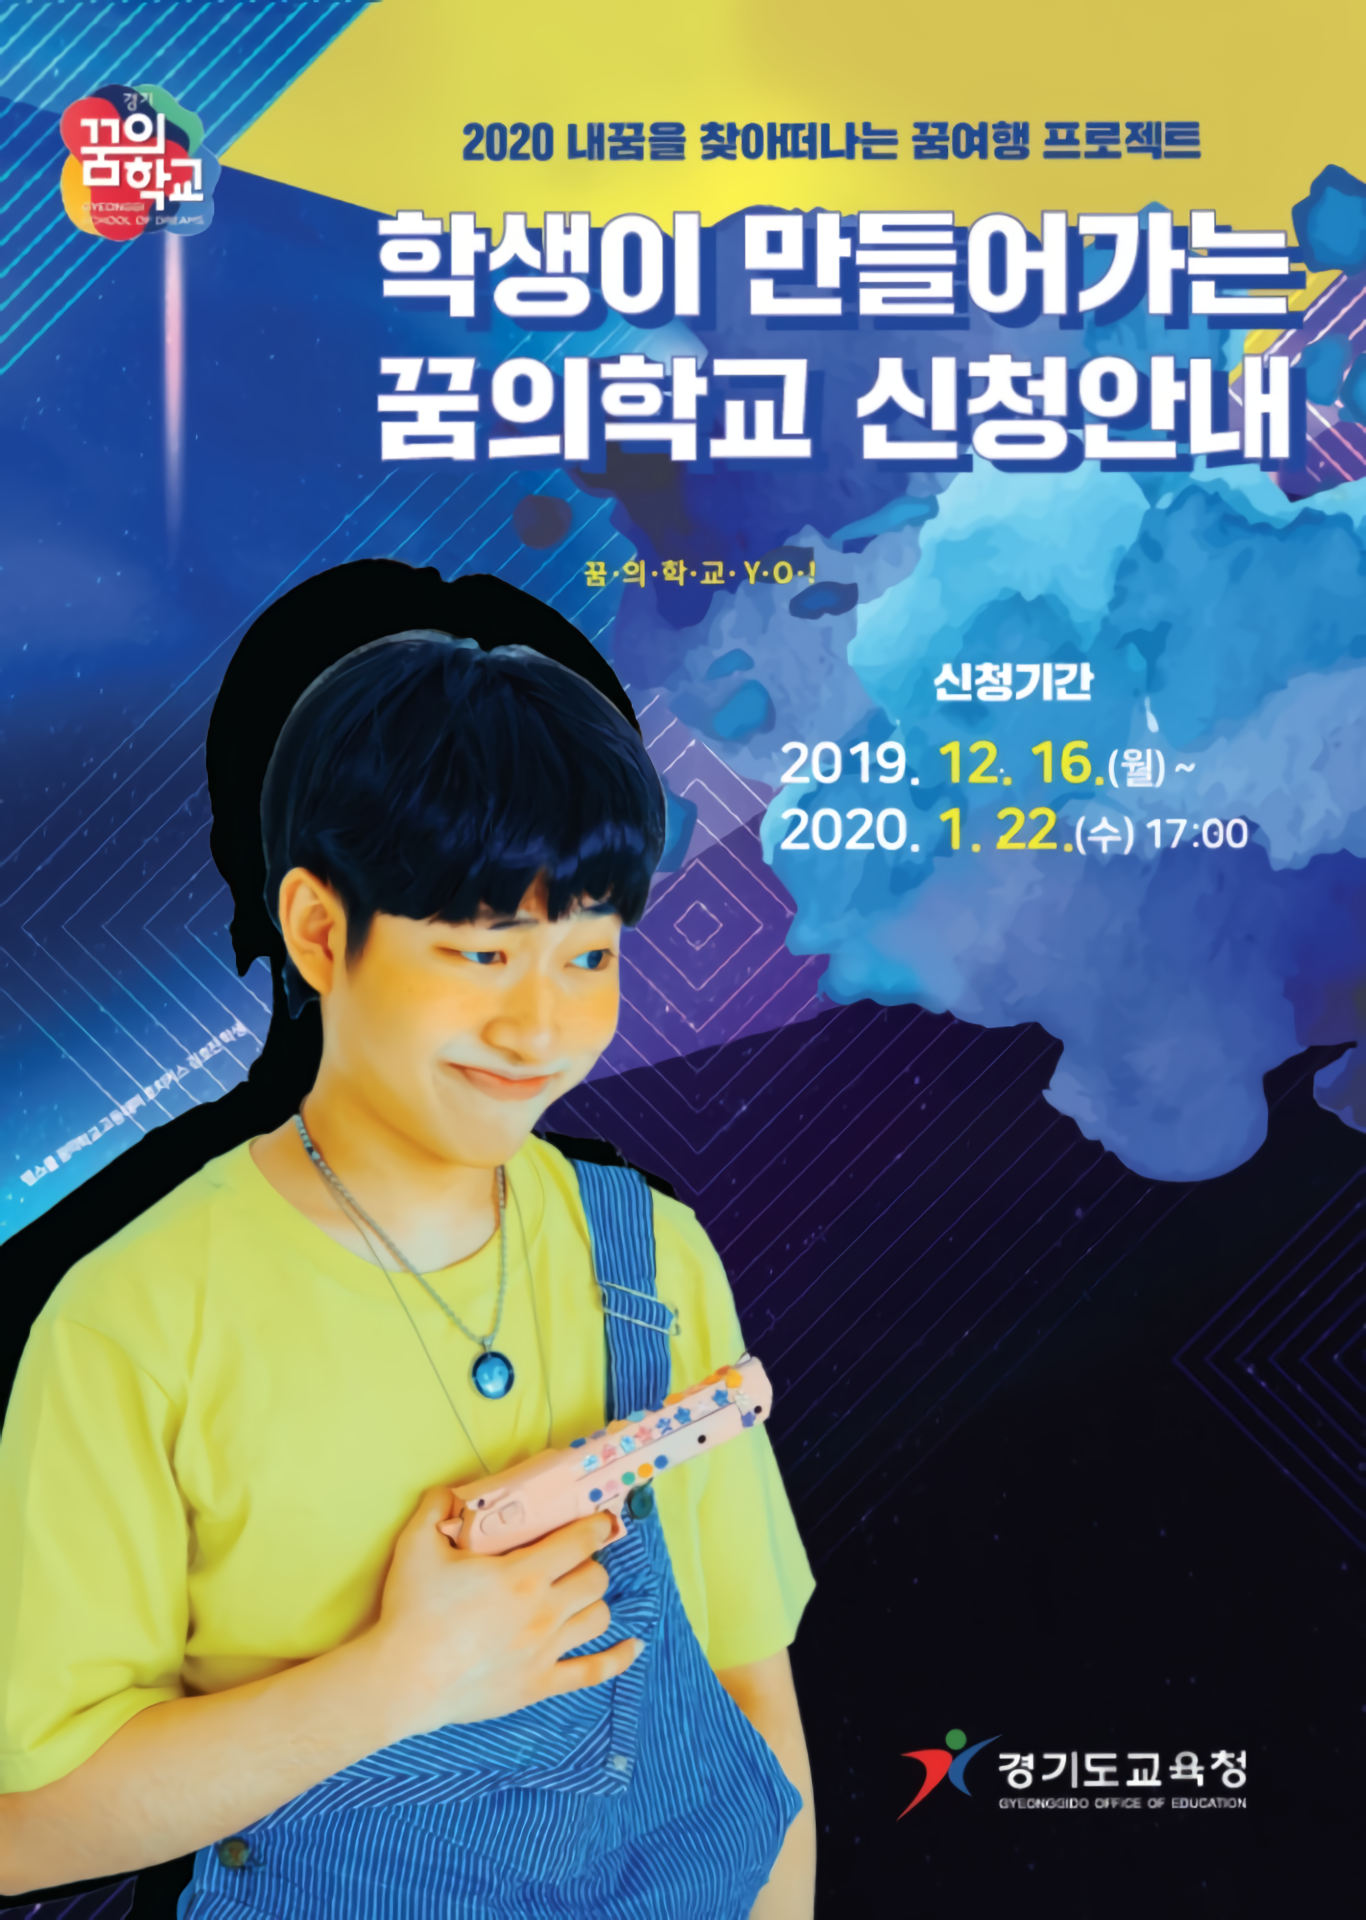 경기
꿈의
학교
GYEONGGI
SCHOOL OF DREAMS
2020 내꿈을 찾아떠나는 꿈여행 프로젝트
학생이 만들어가는
꿈의학교 신청안내
꿈·의·학·교·Y·O·!
신청기간
2019. 12. 16.(월) ~
2020. 1. 22.(수) 17:00
경기도교육청
GYEONGGIDO OFFICE OF EDUCATION